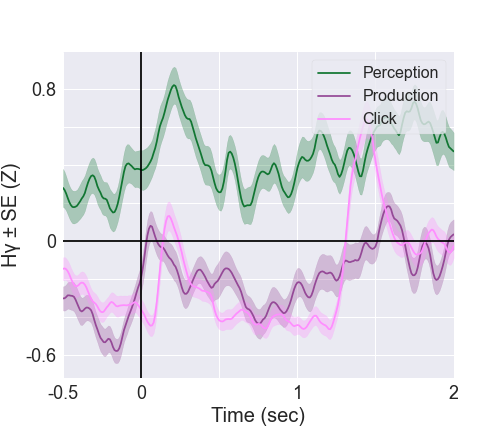 Perception
Production
Click
Hγ ± SE (Z)
0.8
0
-0.6
-0.5
0
1
2
Time (sec)